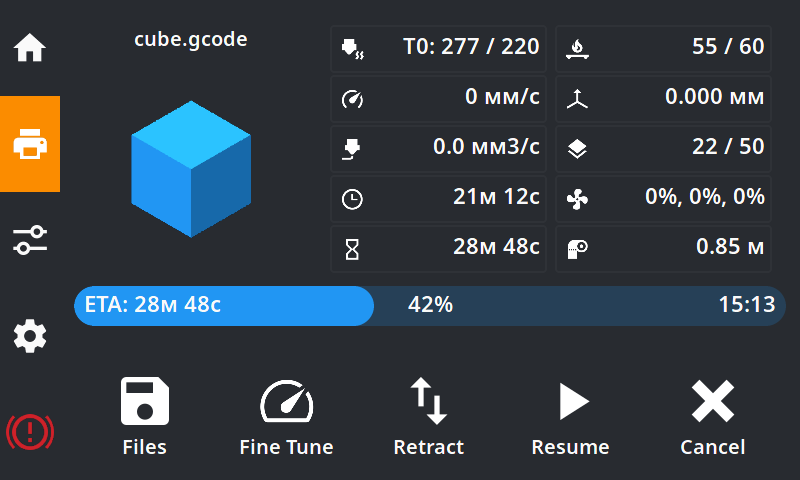 cube.gcode
T0: 277 / 220
55 / 60
0 мм/с
0.000 мм
0.0 мм3/с
22 / 50
21м 12с
0%, 0%, 0%
28м 48с
0.85 м
ETA: 28м 48с
42%
15:13
Files
Fine Tune
Retract
Resume
Cancel